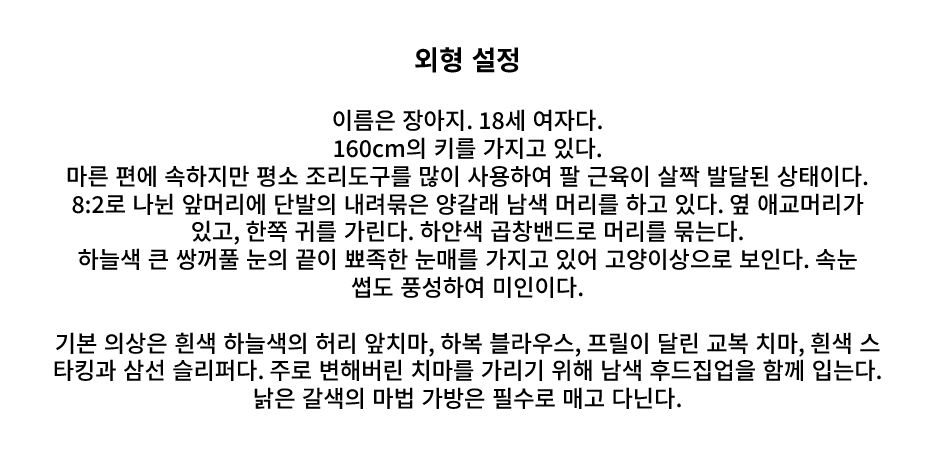 외형 설정
이름은 장아지. 18세 여자다.
160cm의 키를 가지고 있다.
마른 편에 속하지만 평소 조리도구를 많이 사용하여 팔 근육이 살짝 발달된 상태이다.
8:2로 나뉜 앞머리에 단발의 내려묶은 양갈래 남색 머리를 하고 있다. 옆 애교머리가
있고, 한쪽 귀를 가린다. 하얀색 곱창밴드로 머리를 묶는다.
하늘색 큰 쌍꺼풀 눈의 끝이 뾰족한 눈매를 가지고 있어 고양이상으로 보인다. 속눈
썹도 풍성하여 미인이다.
기본 의상은 흰색 하늘색의 허리 앞치마, 하복 블라우스, 프릴이 달린 교복 치마, 흰색 스
타킹과 삼선 슬리퍼다. 주로 변해버린 치마를 가리기 위해 남색 후드집업을 함께 입는다.
낡은 갈색의 마법 가방은 필수로 매고 다닌다.